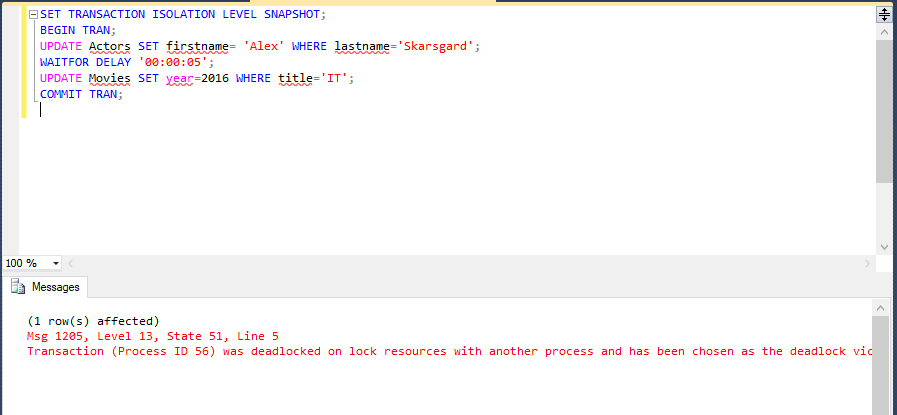 SET TRANSACTION ISOLATION LEVEL SNAPSHOT;
BEGIN TRAN;
UPDATE Actors SET firstname= 'Alex' WHERE lastname='Skarsgard';
WAITFOR DELAY '00:00:05';
UPDATE Movies SET year=2016 WHERE title='IT';
COMMIT TRAN;
100 %
Messages
(1 row(s) affected)
Msg 1205, Level 13, State 51, Line 5
Transaction (Process ID 56) was deadlocked on lock resources with another process and has been chosen as the deadlock vic